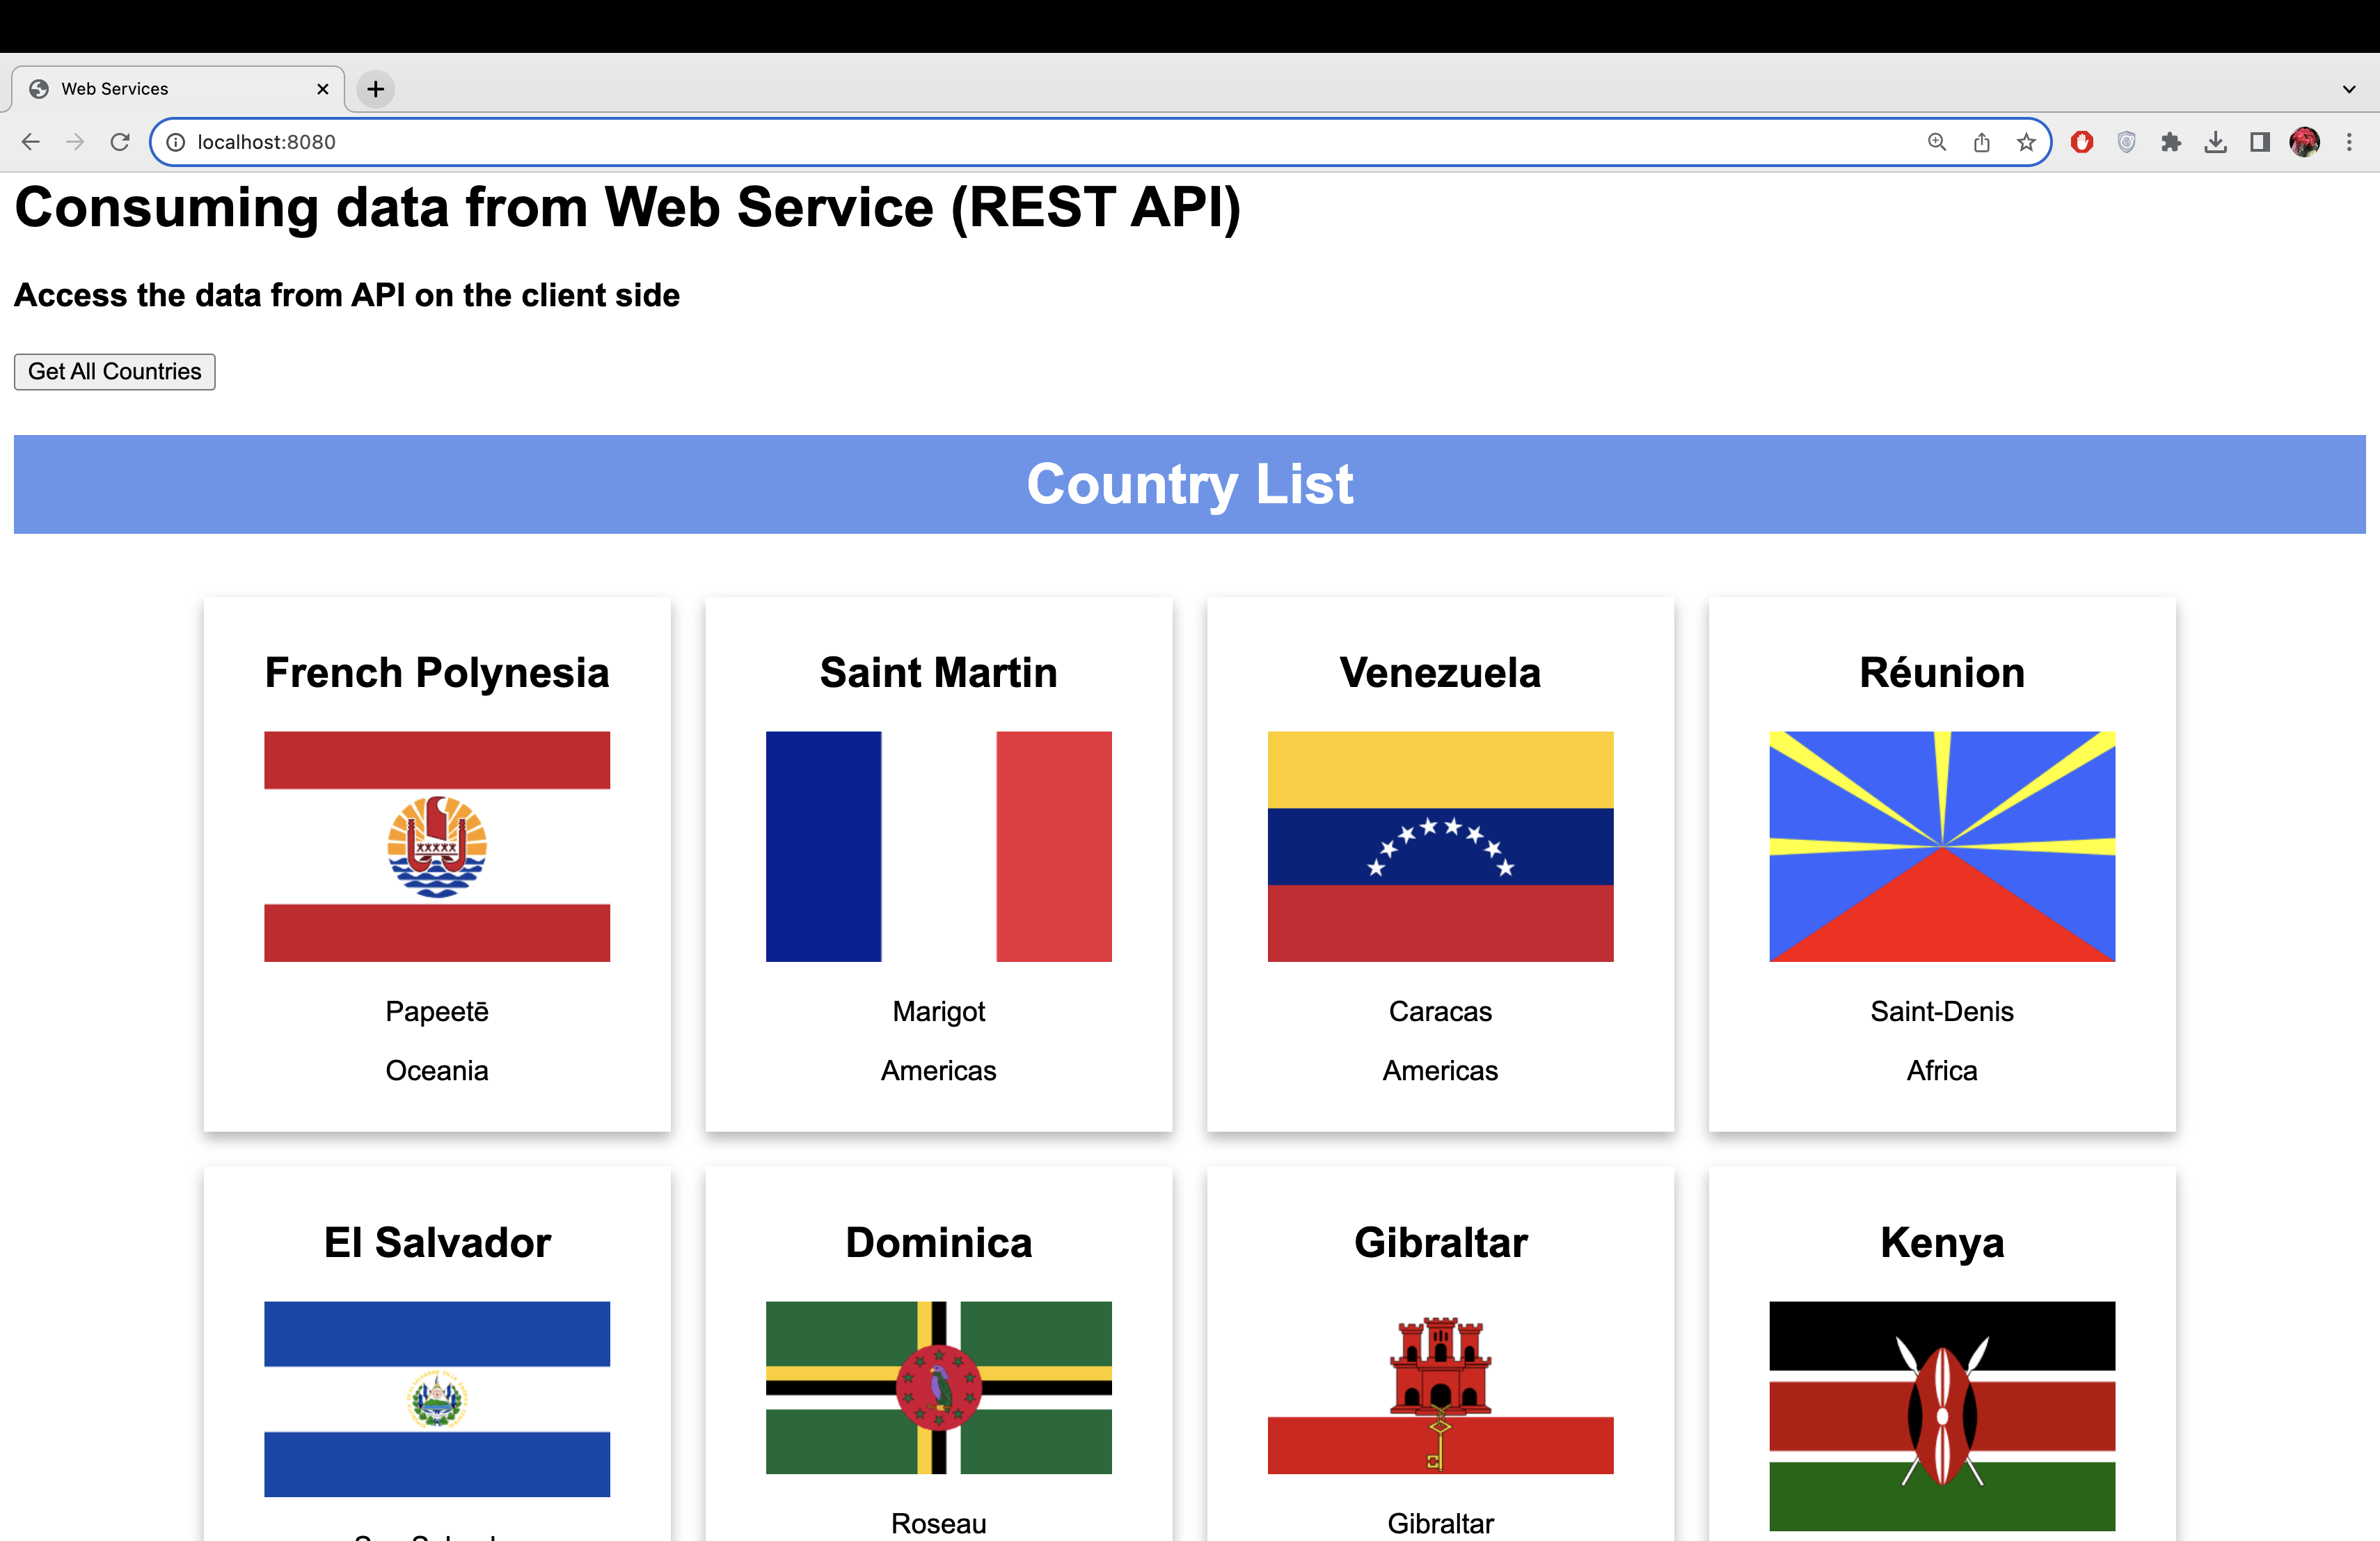 Web Services
localhost:8080
Consuming data from Web Service (REST API)
Access the data from API on the client side
Get All Countries
Country List
French Polynesia
Saint Martin
Venezuela
Réunion
Papeetē
Marigot
Caracas
Saint-Denis
Oceania
Americas
Americas
Africa
El Salvador
Dominica
Gibraltar
Kenya
Roseau
Gibraltar